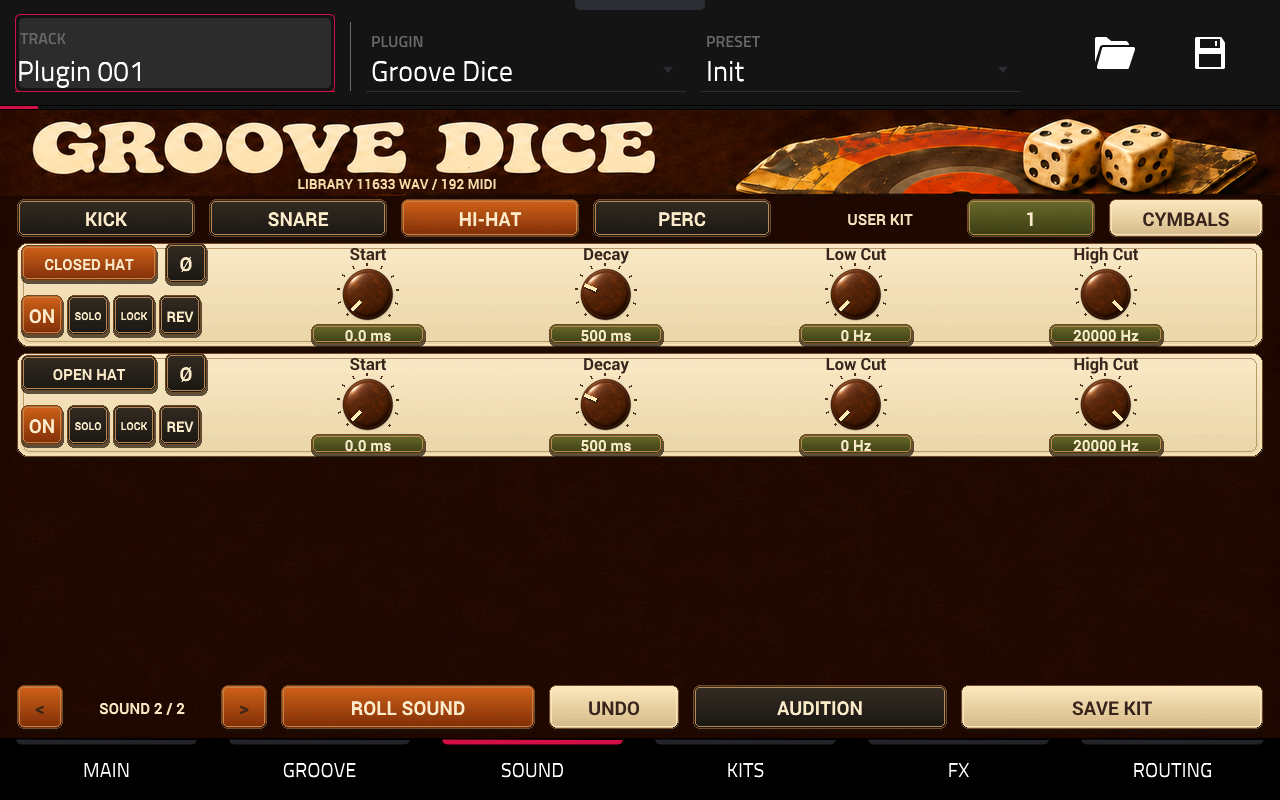 TRACK
Plugin 001
PLUGIN
Groove Dice
PRESET
Init
GROOVE DICE
LIBRARY 11633 WAV / 192 MIDI
KICK
SNARE
HI-HAT
PERC
USER KIT
1
CYMBALS
CLOSED HAT
Ø
ON
SOLO
LOCK
REV
Start
0.0 ms
Decay
500 ms
Low Cut
0 Hz
High Cut
20000 Hz
OPEN HAT
Ø
ON
SOLO
LOCK
REV
Start
0.0 ms
Decay
500 ms
Low Cut
0 Hz
High Cut
20000 Hz
<
SOUND 2 / 2
>
ROLL SOUND
UNDO
AUDITION
SAVE KIT
MAIN
GROOVE
SOUND
KITS
FX
ROUTING